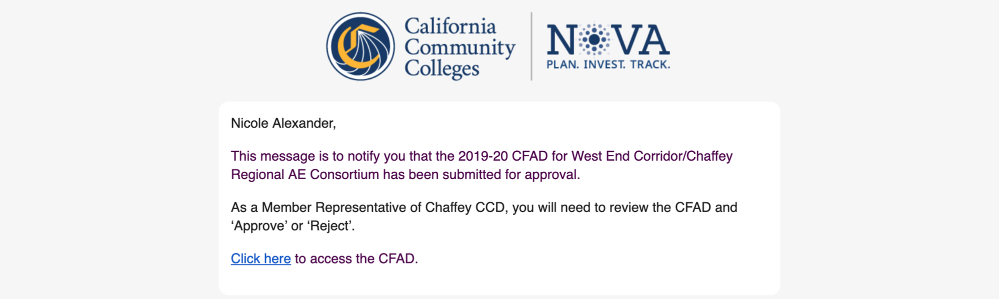 California
Community
Colleges
NOVA
PLAN. INVEST. TRACK.
Nicole Alexander,
This message is to notify you that the 2019-20 CFAD for West End Corridor/Chaffey
Regional AE Consortium has been submitted for approval.
As a Member Representative of Chaffey CCD, you will need to review the CFAD and
‘Approve’ or ‘Reject’.
Click here to access the CFAD.